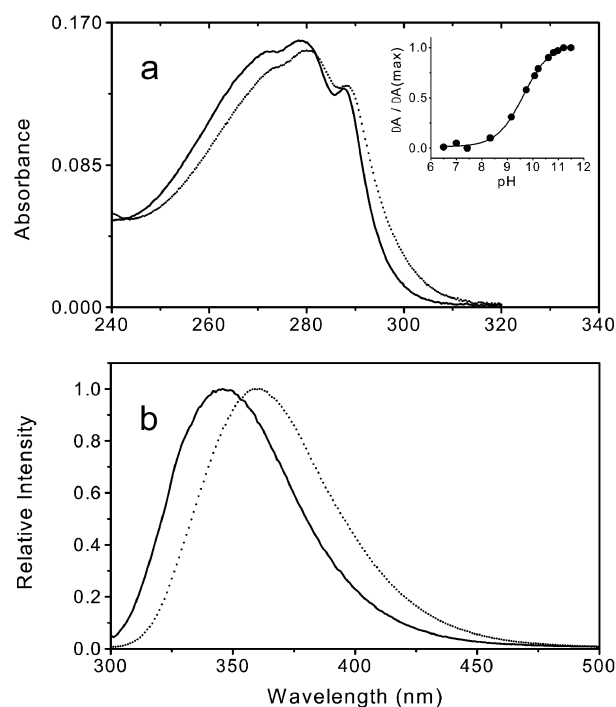 0.170
a
Absorbance
0.085
0.000
240 260 280 300 320 340
1.0
0.5
0.0
ΔA / ΔA(max)
6 7 8 9 10 11 12
pH
b
Relative Intensity
1.0
0.8
0.6
0.4
0.2
0.0
300 350 400 450 500
Wavelength (nm)